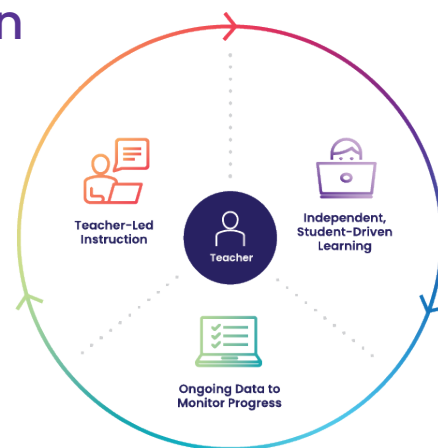 n
Teacher-Led
Instruction
Independent,
Student-Driven
Learning
Teacher
Ongoing Data to
Monitor Progress